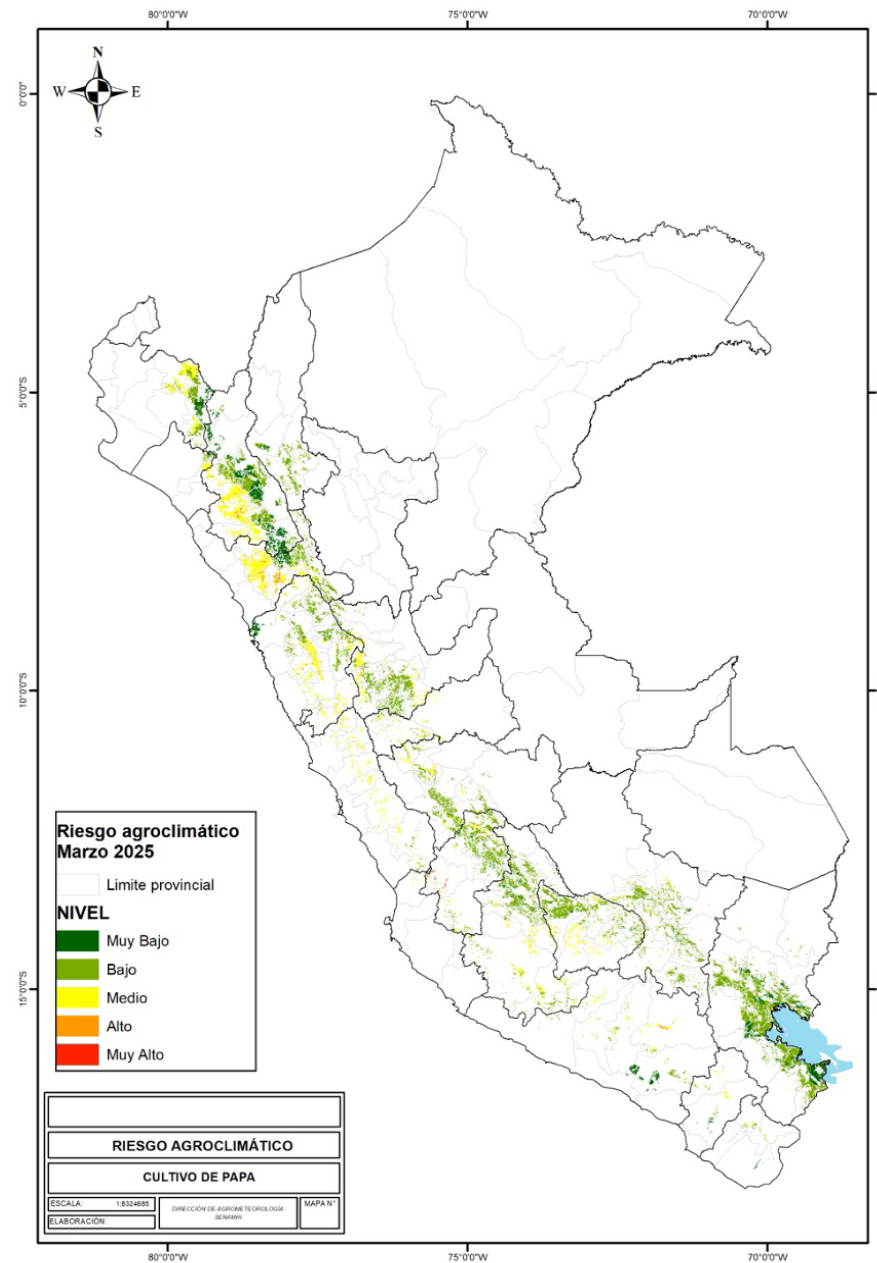 80°0'0"W 75°0'0"W 70°0'0"W
N
W E
S
0°0'0"
5°0'0"S
10°0'0"S
15°0'0"S
Riesgo agroclimático
Marzo 2025
Limite provincial
NIVEL
Muy Bajo
Bajo
Medio
Alto
Muy Alto
RIESGO AGROCLIMÁTICO
CULTIVO DE PAPA
ESCALA: 1:8324685
ELABORACIÓN:
DIRECCIÓN DE AGROMETEOROLOGÍA
SENAMHI
MAPA N°
80°0'0"W 75°0'0"W 70°0'0"W